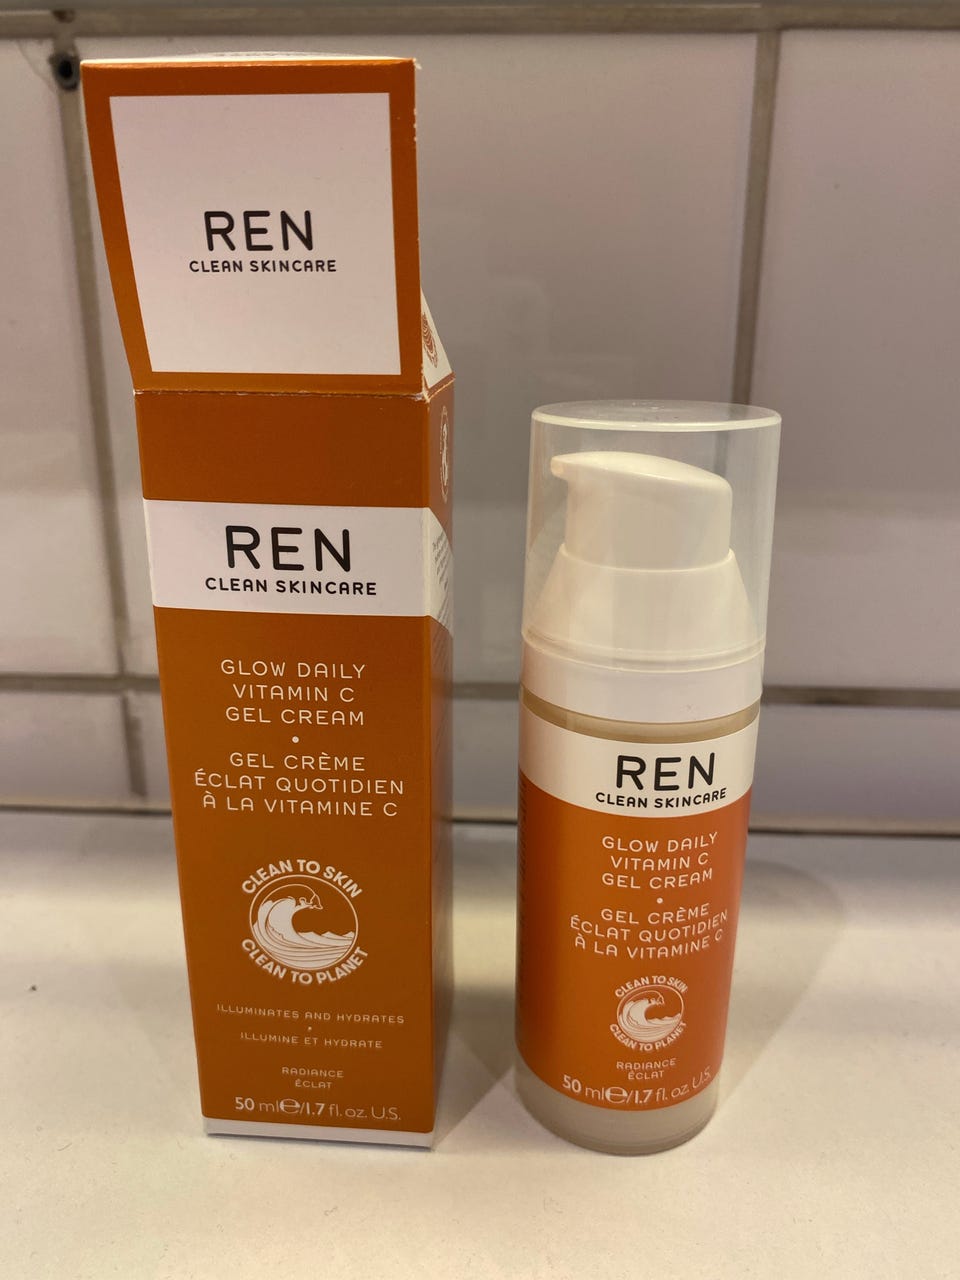 REN
CLEAN SKINCARE
REN
CLEAN SKINCARE
GLOW DAILY
VITAMIN C
GEL CREAM
•
GEL CRÈME
ÉCLAT QUOTIDIEN
À LA VITAMINE C
CLEAN TO SKIN
CLEAN TO PLANET
ILLUMINATES AND HYDRATES
•
ILLUMINE ET HYDRATE
RADIANCE
ÉCLAT
50 ml℮/1.7 fl. oz. U.S.
REN
CLEAN SKINCARE
GLOW DAILY
VITAMIN C
GEL CREAM
•
GEL CRÈME
ÉCLAT QUOTIDIEN
À LA VITAMINE C
CLEAN TO SKIN
CLEAN TO PLANET
RADIANCE
ÉCLAT
50 ml℮/1.7 fl. oz. U.S.